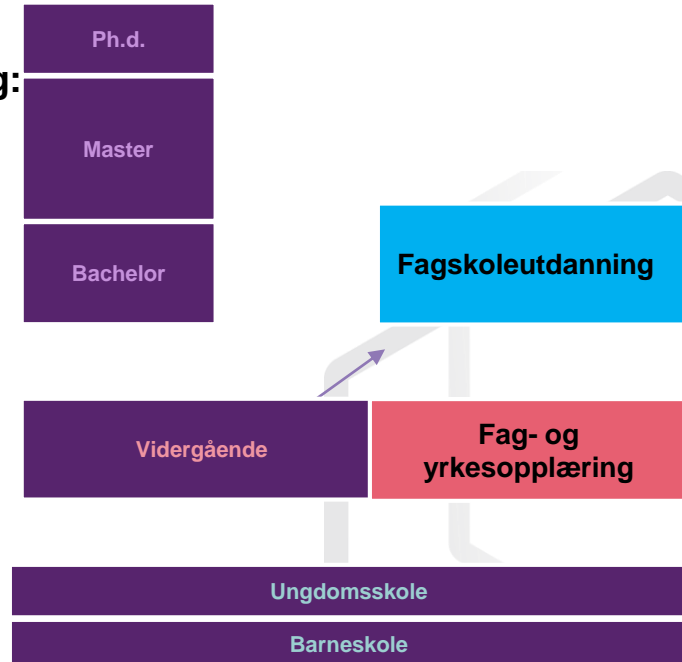 Ph.d.
g:
Master
Bachelor
Fagskoleutdanning
Vidergående
Fag- og
yrkesopplæring
Ungdomsskole
Barneskole